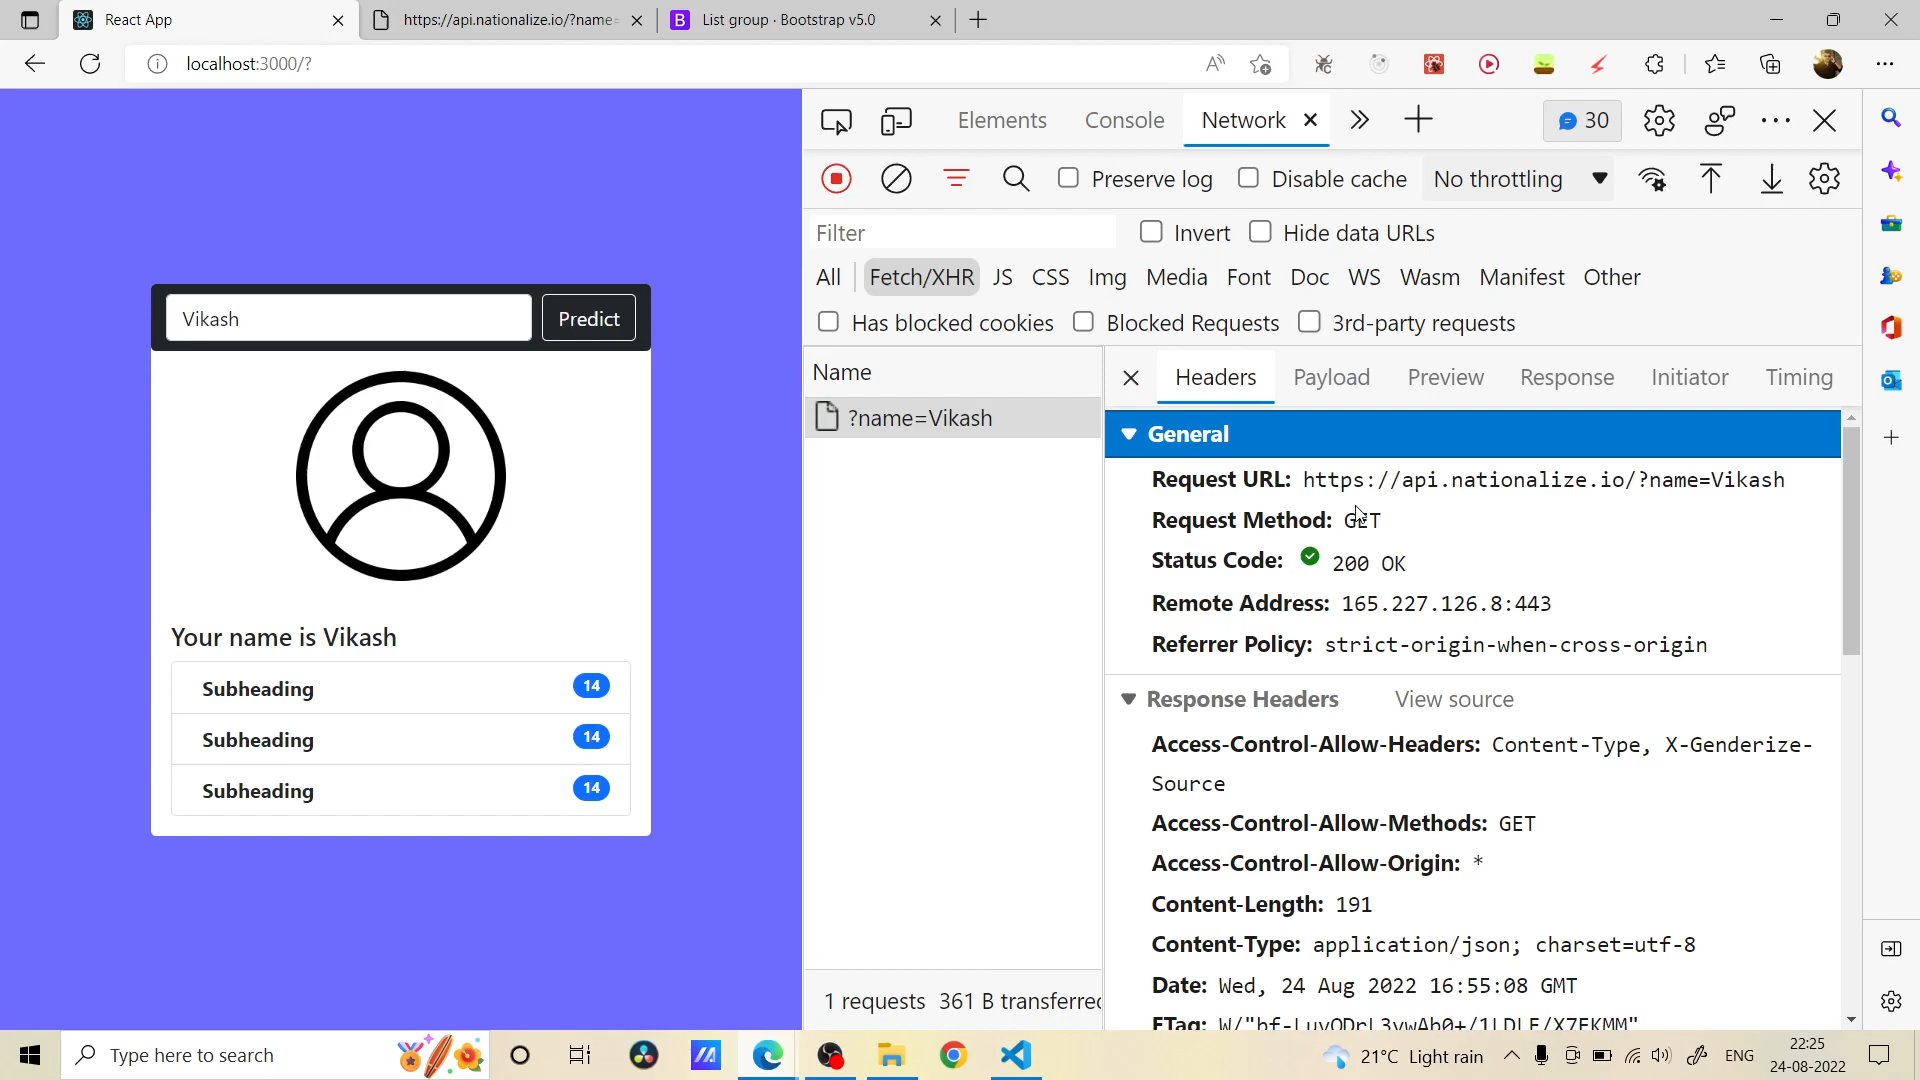 React App
https://api.nationalize.io/?name=
B List group · Bootstrap v5.0
localhost:3000/?
Elements
Console
Network
30
Preserve log
Disable cache
No throttling
Filter
Invert
Hide data URLs
All
Fetch/XHR
JS
CSS
Img
Media
Font
Doc
WS
Wasm
Manifest
Other
Has blocked cookies
Blocked Requests
3rd-party requests
Vikash
Predict
Your name is Vikash
Subheading
14
Subheading
14
Subheading
14
Name
?name=Vikash
1 requests 361 B transferred
Headers
Payload
Preview
Response
Initiator
Timing
General
Request URL: https://api.nationalize.io/?name=Vikash
Request Method: GET
Status Code: 200 OK
Remote Address: 165.227.126.8:443
Referrer Policy: strict-origin-when-cross-origin
Response Headers
View source
Access-Control-Allow-Headers: Content-Type, X-Genderize-
Source
Access-Control-Allow-Methods: GET
Access-Control-Allow-Origin: *
Content-Length: 191
Content-Type: application/json; charset=utf-8
Date: Wed, 24 Aug 2022 16:55:08 GMT
ETag:
Type here to search
21°C Light rain
ENG
22:25
24-08-2022